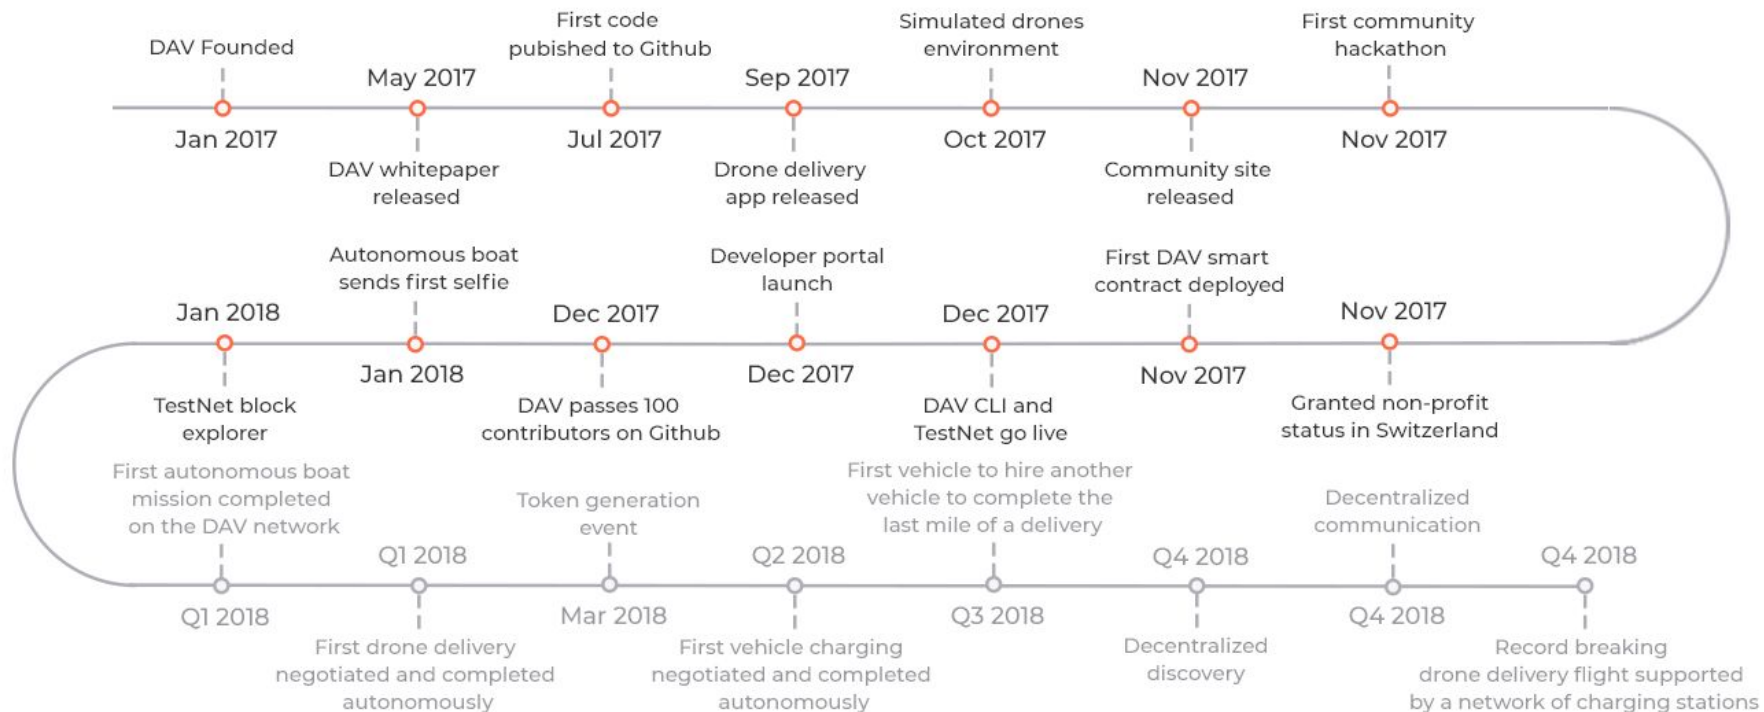 DAV Founded
Jan 2017
May 2017
DAV whitepaper
released
First code
pubished to Github
Jul 2017
Sep 2017
Drone delivery
app released
Simulated drones
environment
Oct 2017
Nov 2017
Community site
released
First community
hackathon
Nov 2017
Nov 2017
Granted non-profit
status in Switzerland
First DAV smart
contract deployed
Nov 2017
Dec 2017
DAV CLI and
TestNet go live
Developer portal
launch
Dec 2017
Dec 2017
DAV passes 100
contributors on Github
Autonomous boat
sends first selfie
Jan 2018
Jan 2018
TestNet block
explorer
First autonomous boat
mission completed
on the DAV network
Q1 2018
Q1 2018
First drone delivery
negotiated and completed
autonomously
Token generation
event
Mar 2018
Q2 2018
First vehicle charging
negotiated and completed
autonomously
First vehicle to hire another
vehicle to complete the
last mile of a delivery
Q3 2018
Q4 2018
Decentralized
discovery
Decentralized
communication
Q4 2018
Q4 2018
Record breaking
drone delivery flight supported
by a network of charging stations